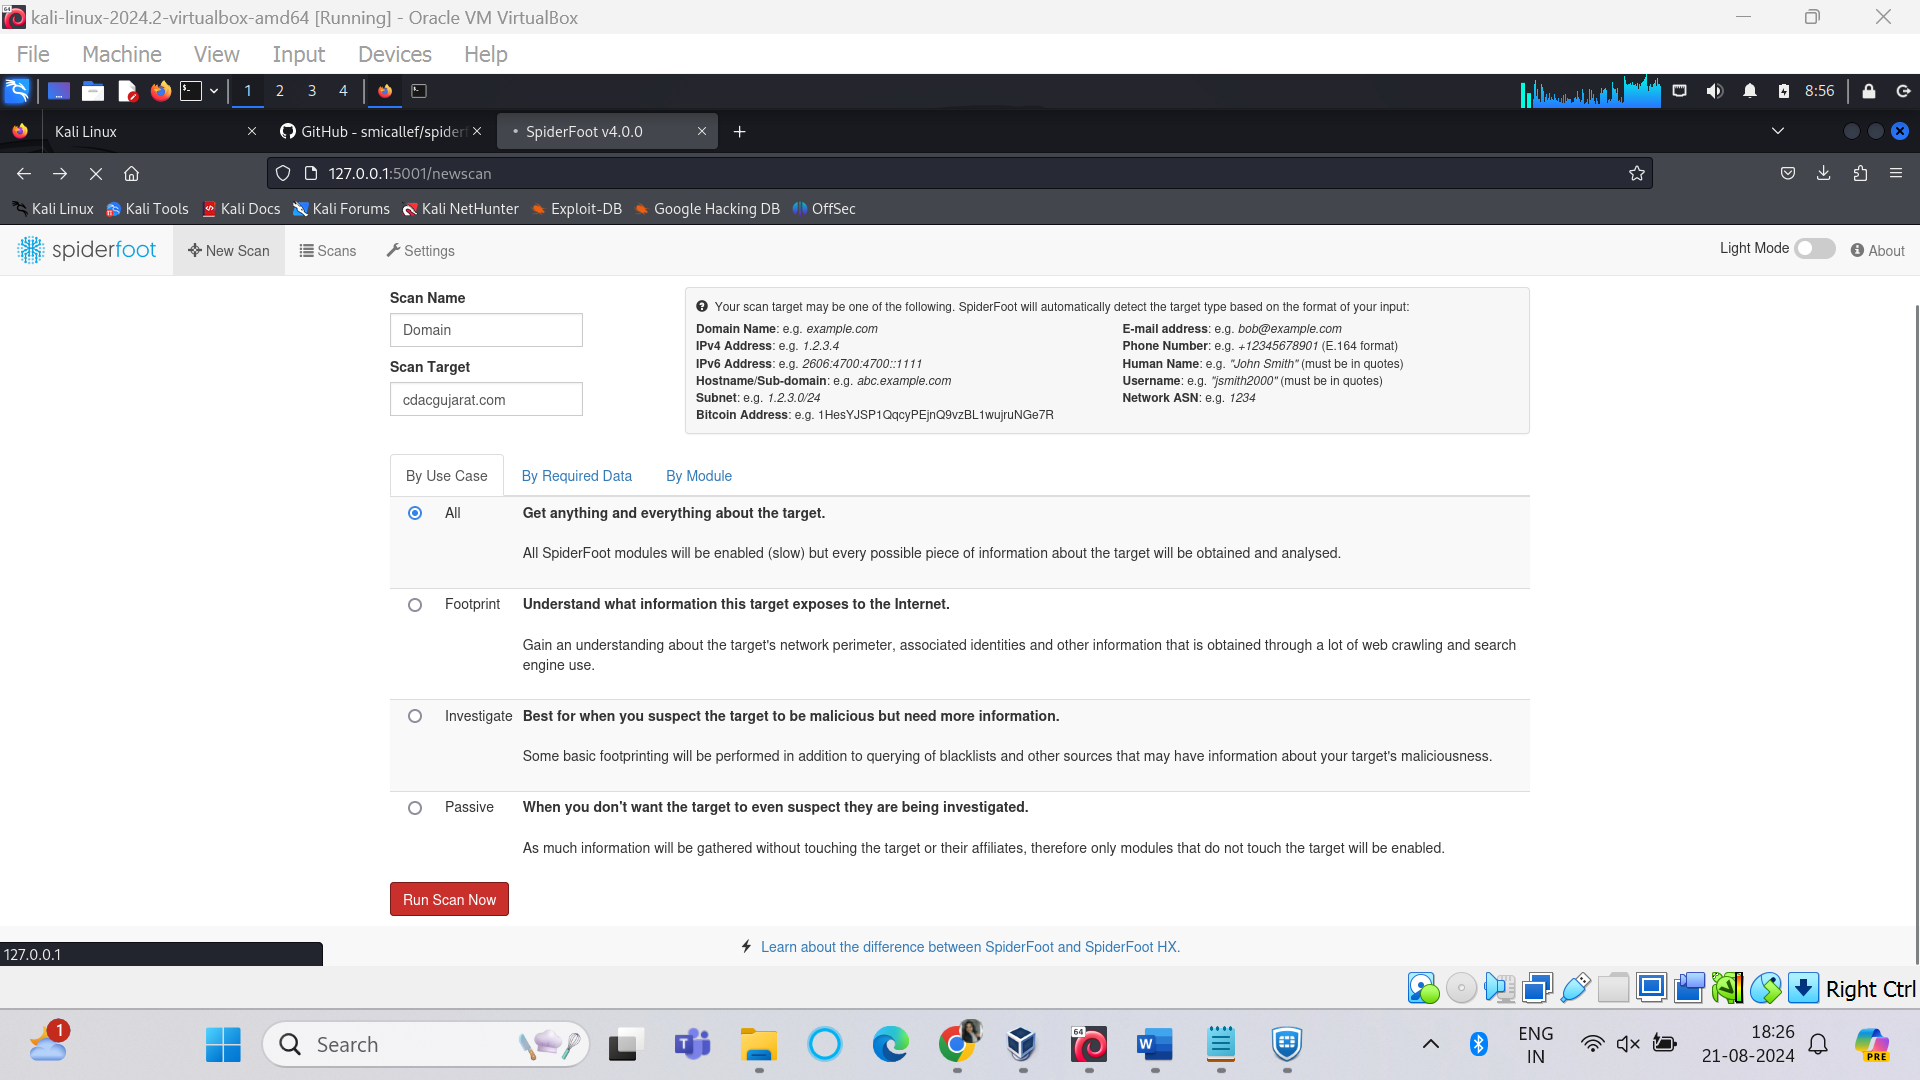 kali-linux-2024.2-virtualbox-amd64 [Running] - Oracle VM VirtualBox
File Machine View Input Devices Help
1 2 3 4 8:56
Kali Linux GitHub - smicallef/spiderf SpiderFoot v4.0.0
127.0.0.1:5001/newscan
Kali Linux Kali Tools Kali Docs Kali Forums Kali NetHunter Exploit-DB Google Hacking DB OffSec
spiderfoot New Scan Scans Settings Light Mode About
Scan Name
Domain
Scan Target
cdacgujarat.com
Your scan target may be one of the following. SpiderFoot will automatically detect the target type based on the format of your input:
Domain Name: e.g. example.com
IPv4 Address: e.g. 1.2.3.4
IPv6 Address: e.g. 2606:4700:4700::1111
Hostname/Sub-domain: e.g. abc.example.com
Subnet: e.g. 1.2.3.0/24
Bitcoin Address: e.g. 1HesYJSP1QqcyPEjnQ9vzBL1wujruNGe7R
E-mail address: e.g. bob@example.com
Phone Number: e.g. +12345678901 (E.164 format)
Human Name: e.g. "John Smith" (must be in quotes)
Username: e.g. "jsmith2000" (must be in quotes)
Network ASN: e.g. 1234
By Use Case By Required Data By Module
All Get anything and everything about the target.
All SpiderFoot modules will be enabled (slow) but every possible piece of information about the target will be obtained and analysed.
Footprint Understand what information this target exposes to the Internet.
Gain an understanding about the target's network perimeter, associated identities and other information that is obtained through a lot of web crawling and search
engine use.
Investigate Best for when you suspect the target to be malicious but need more information.
Some basic footprinting will be performed in addition to querying of blacklists and other sources that may have information about your target's maliciousness.
Passive When you don't want the target to even suspect they are being investigated.
As much information will be gathered without touching the target or their affiliates, therefore only modules that do not touch the target will be enabled.
Run Scan Now
Learn about the difference between SpiderFoot and SpiderFoot HX.
127.0.0.1
Right Ctrl
1 Search 64 W ENG
IN
18:26
21-08-2024
PRE